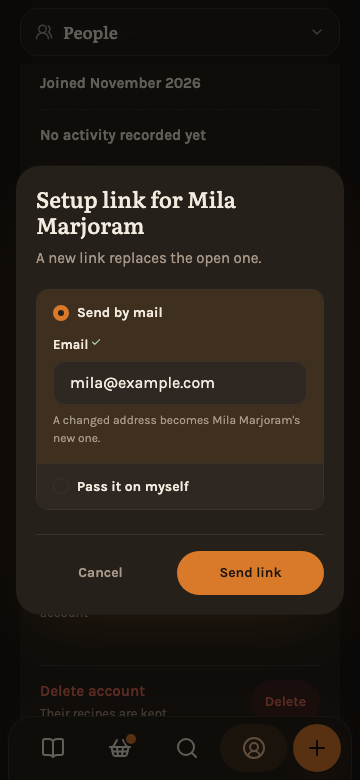 People
Joined November 2026
No activity recorded yet
Setup link for Mila
Marjoram
A new link replaces the open one.
Send by mail
Email
mila@example.com
A changed address becomes Mila Marjoram's
new one.
Pass it on myself
Cancel
Send link
account
Delete account
Their recipes are kept
Delete